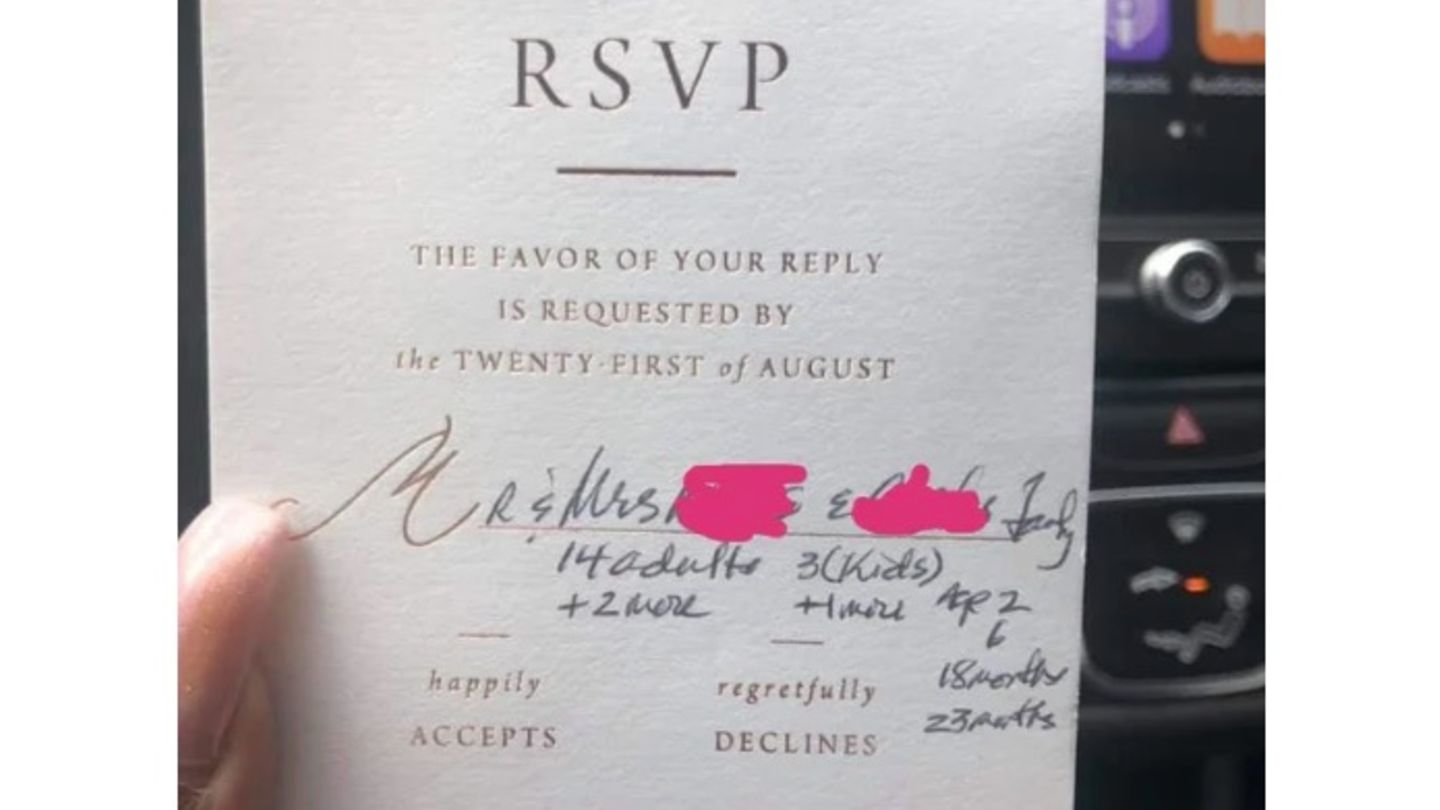 RSVP
THE FAVOR OF YOUR REPLY
IS REQUESTED BY
the TWENTY-FIRST of AUGUST
MR & Mrs & Family
14 adults 3 (Kids)
+2 more +1 more Age 2
6
18 months
23 months
happily regretfully
ACCEPTS DECLINES